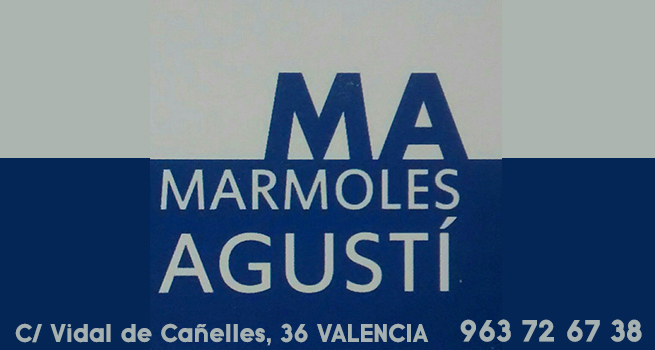 MA
MARMOLES
AGUSTÍ
C/ Vidal de Cañelles, 36 VALENCIA 963 72 67 38